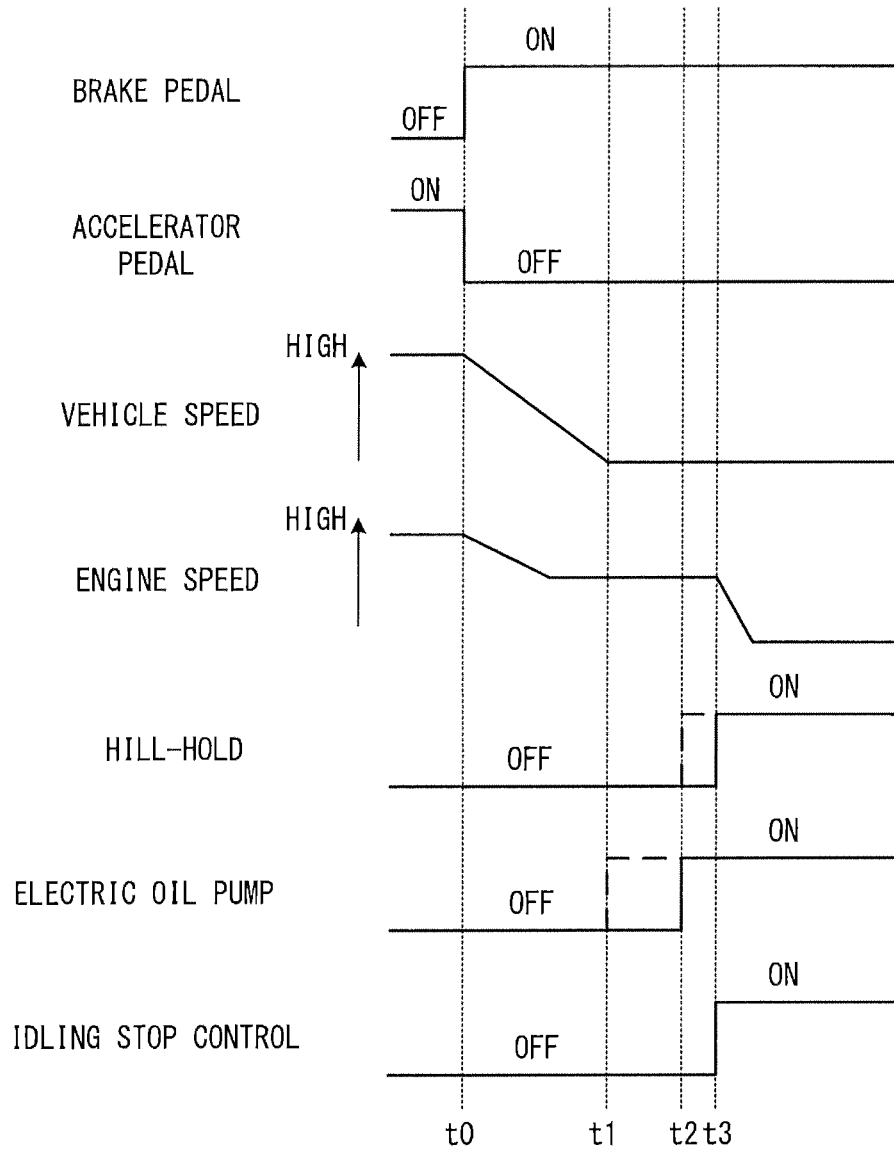 ON
BRAKE PEDAL
OFF
ON
ACCELERATOR
PEDAL
OFF
HIGH
VEHICLE SPEED
HIGH
ENGINE SPEED
ON
HILL-HOLD
OFF
ON
ELECTRIC OIL PUMP
OFF
ON
IDLING STOP CONTROL
OFF
t0 t1 t2 t3